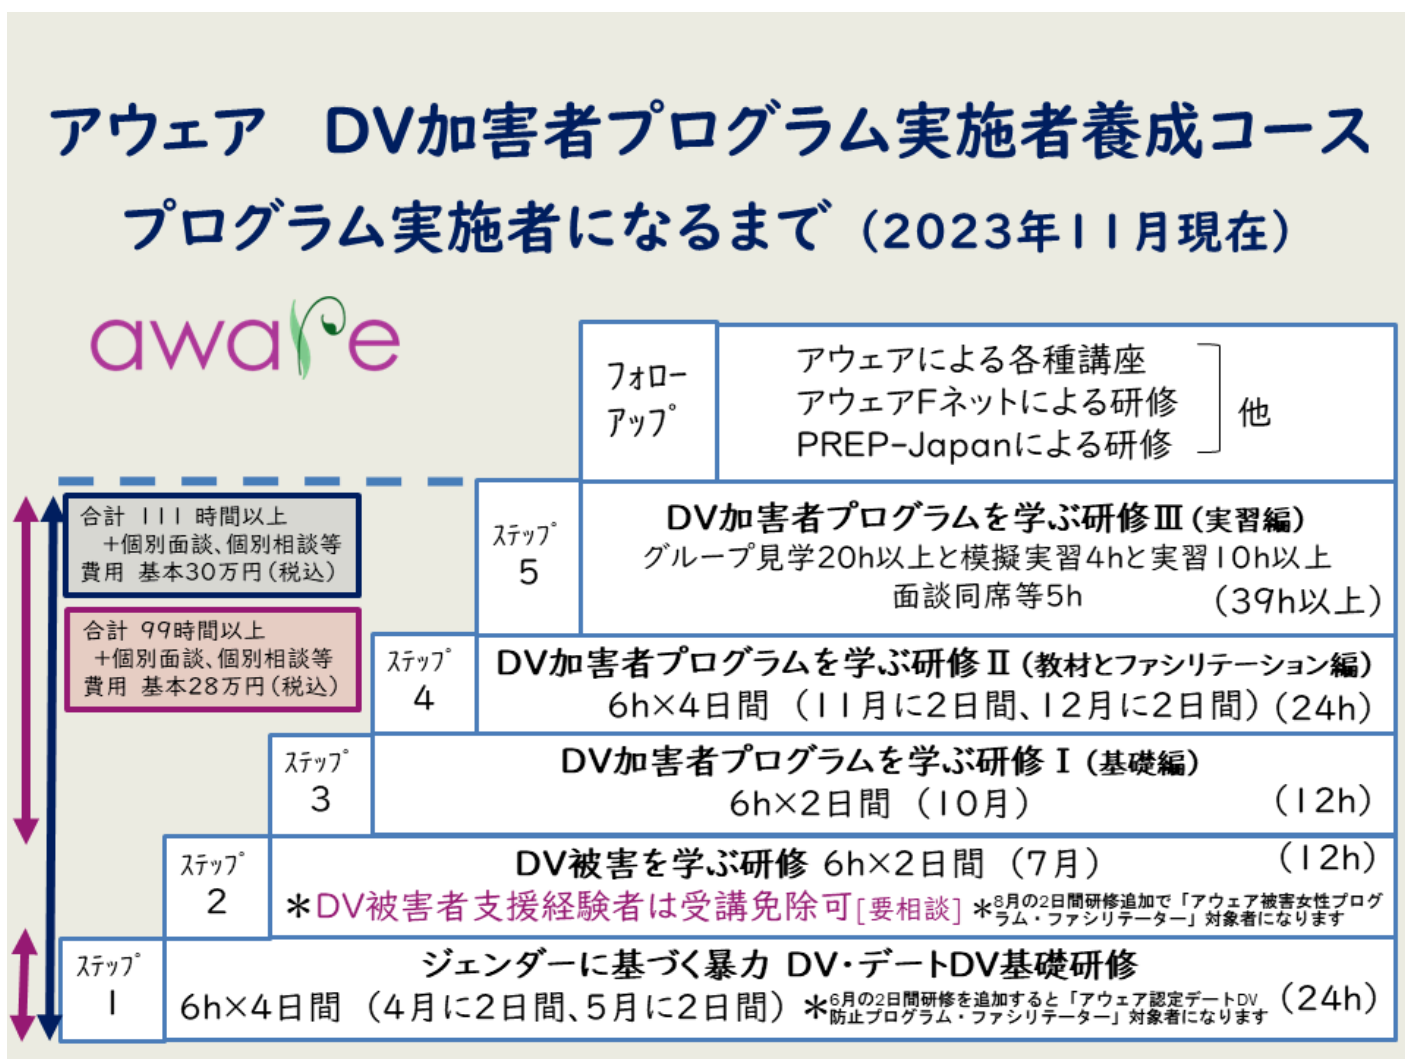 アウェア　DV加害者プログラム実施者養成コース
プログラム実施者になるまで（2023年11月現在）
aware
フォローアップ
アウェアによる各種講座
アウェアFネットによる研修
PREP-Japanによる研修
他
合計 111 時間以上
+個別面談、個別相談等
費用 基本30万円(税込)
合計 99時間以上
+個別面談、個別相談等
費用 基本28万円(税込)
ステップ
5
DV加害者プログラムを学ぶ研修Ⅲ(実習編)
グループ見学20h以上と模擬実習4hと実習10h以上
面談同席等5h　(39h以上)
ステップ
4
DV加害者プログラムを学ぶ研修Ⅱ(教材とファシリテーション編)
6h×4日間（11月に2日間、12月に2日間）(24h)
ステップ
3
DV加害者プログラムを学ぶ研修Ⅰ(基礎編)
6h×2日間（10月）　(12h)
ステップ
2
DV被害を学ぶ研修 6h×2日間（7月）　(12h)
＊DV被害者支援経験者は受講免除可[要相談]
＊8月の2日間研修追加で「アウェア被害女性プログ
ラム・ファシリテーター」対象者になります
ステップ
1
ジェンダーに基づく暴力 DV・デートDV基礎研修
6h×4日間（4月に2日間、5月に2日間）
＊6月の2日間研修を追加すると「アウェア認定デートDV
防止プログラム・ファシリテーター」対象者になります
(24h)